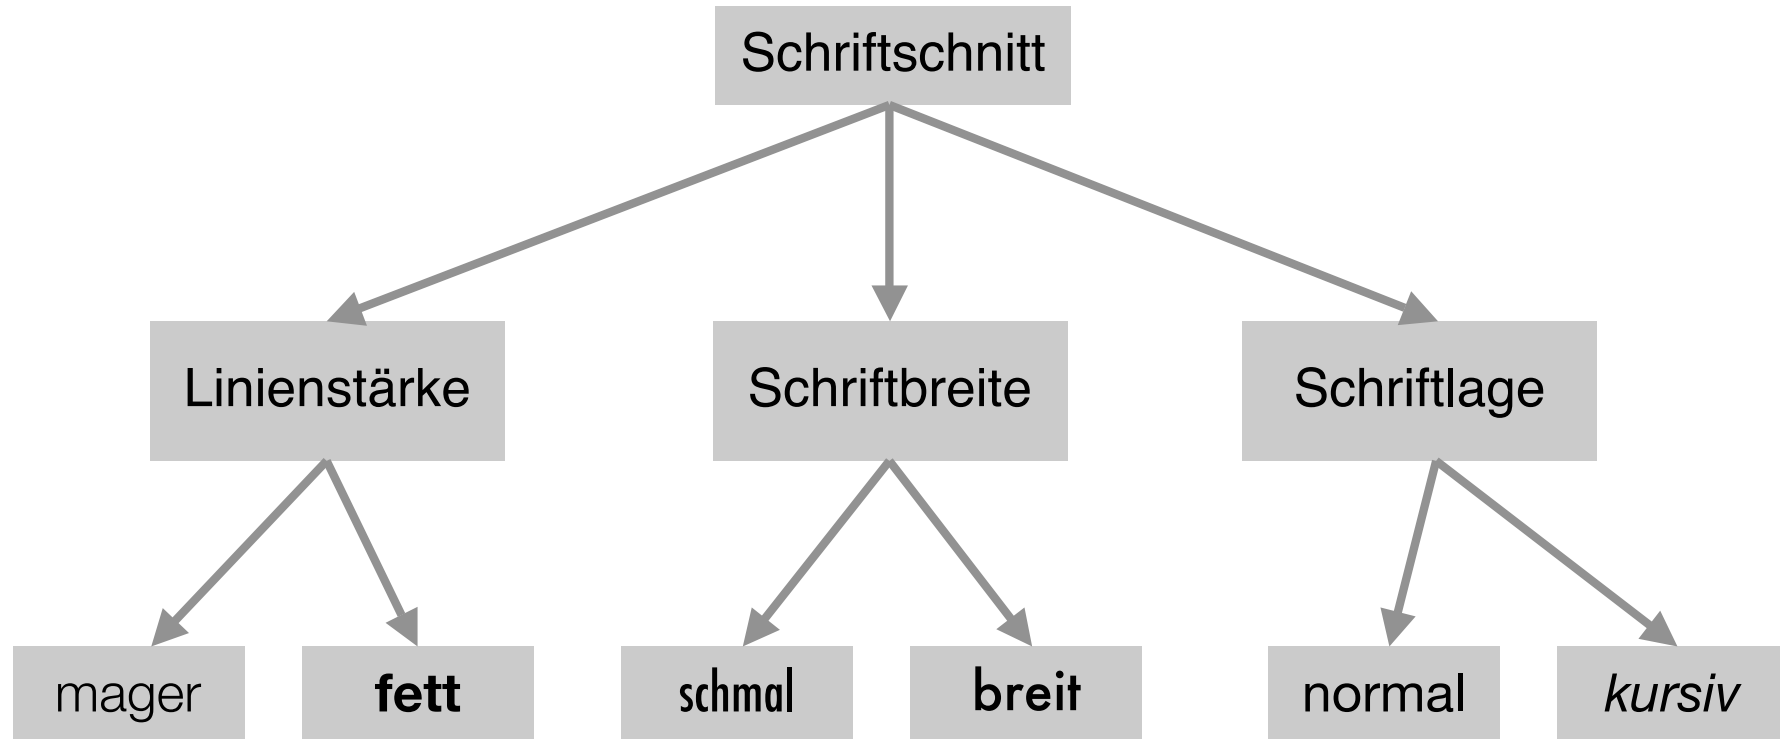 Schriftschnitt
Linienstärke
Schriftbreite
Schriftlage
mager
fett
schmal
breit
normal
kursiv